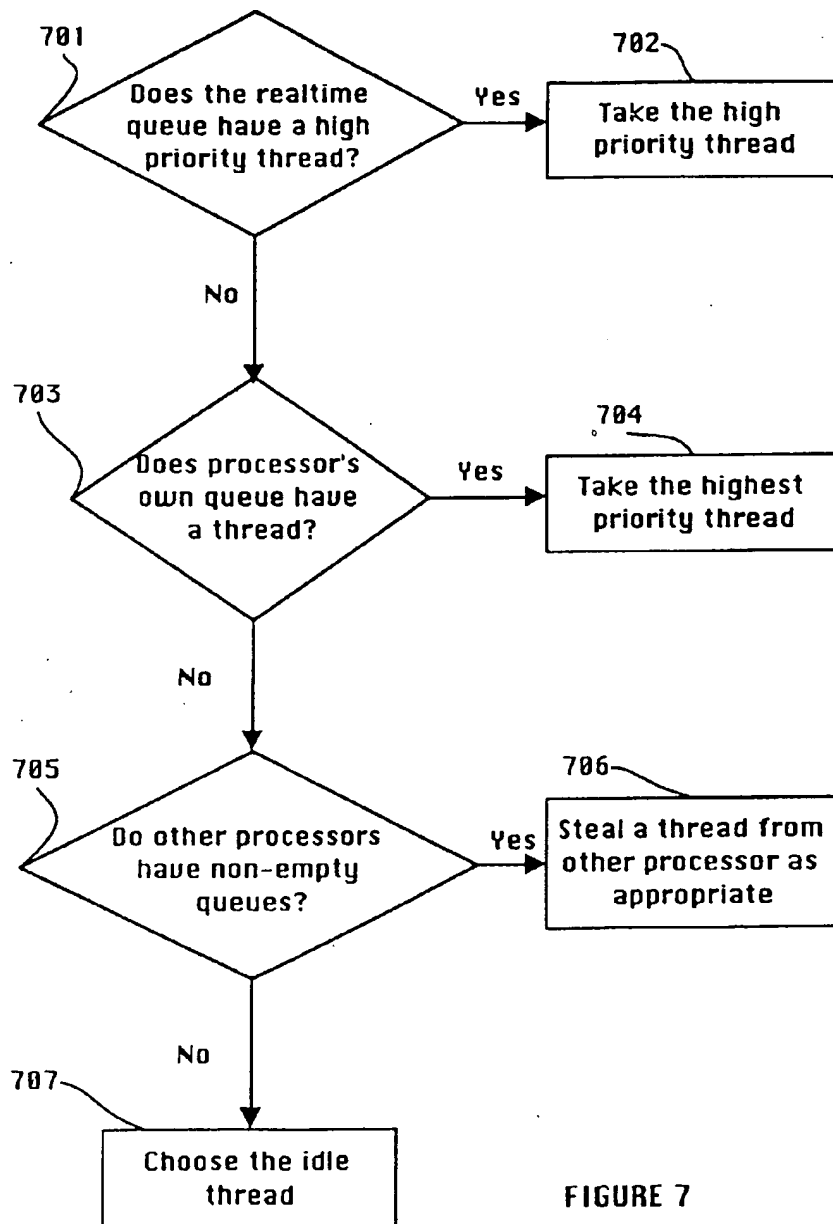 701
Does the realtime
queue have a high
priority thread?
Yes
702
Take the high
priority thread
No
703
Does processor's
own queue have
a thread?
Yes
704
Take the highest
priority thread
No
705
Do other processors
have non-empty
queues?
Yes
706
Steal a thread from
other processor as
appropriate
No
707
Choose the idle
thread
FIGURE 7